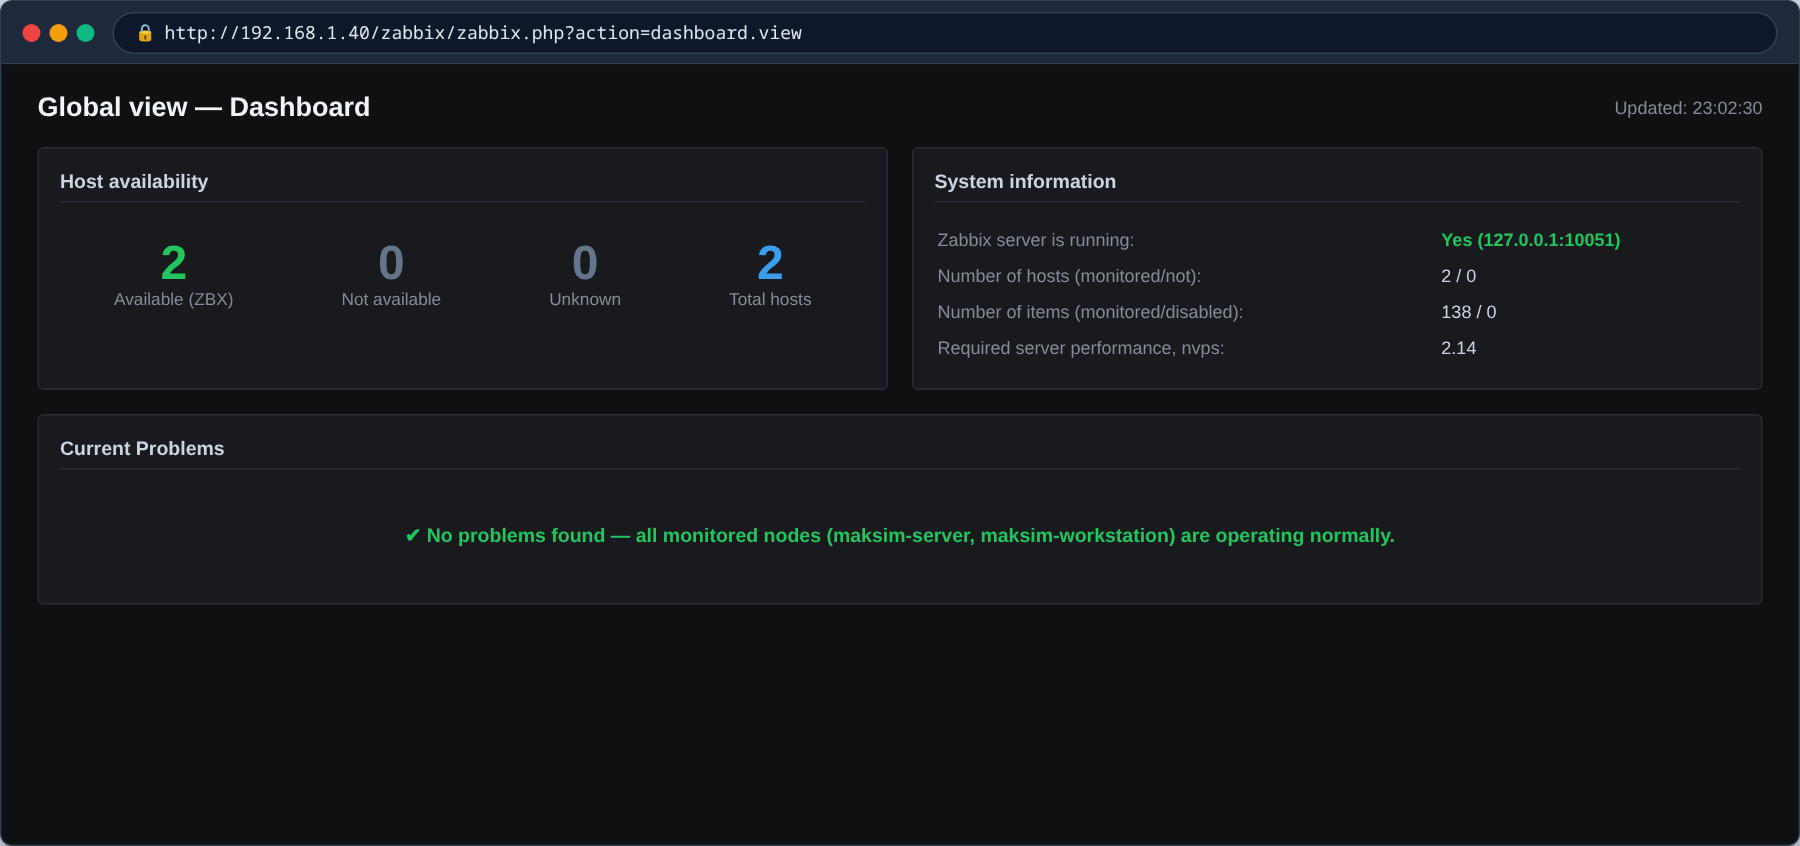 http://192.168.1.40/zabbix/zabbix.php?action=dashboard.view
Global view — Dashboard
Updated: 23:02:30
Host availability
2
Available (ZBX)
0
Not available
0
Unknown
2
Total hosts
System information
Zabbix server is running: Yes (127.0.0.1:10051)
Number of hosts (monitored/not): 2 / 0
Number of items (monitored/disabled): 138 / 0
Required server performance, nvps: 2.14
Current Problems
✔ No problems found — all monitored nodes (maksim-server, maksim-workstation) are operating normally.